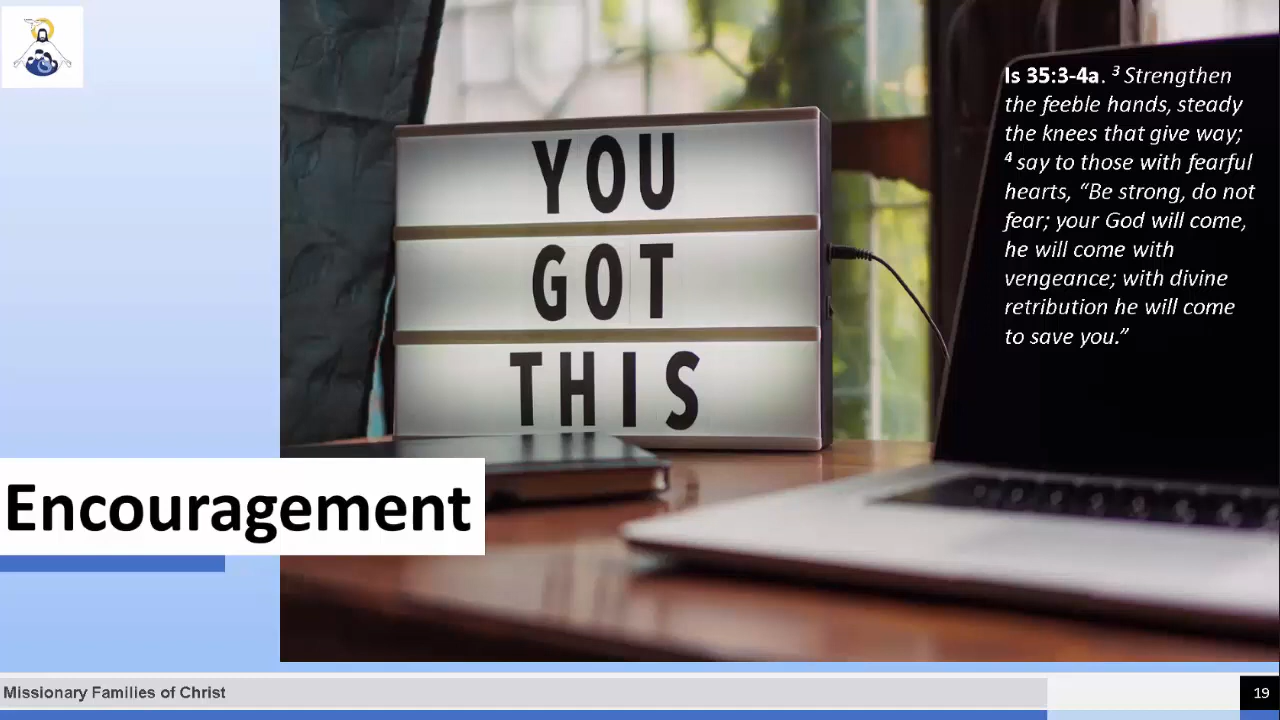 Is 35:3-4a. ³ Strengthen
the feeble hands, steady
the knees that give way;
⁴ say to those with fearful
hearts, “Be strong, do not
fear; your God will come,
he will come with
vengeance; with divine
retribution he will come
to save you.”
YOU
GOT
THIS
Encouragement
Missionary Families of Christ
19